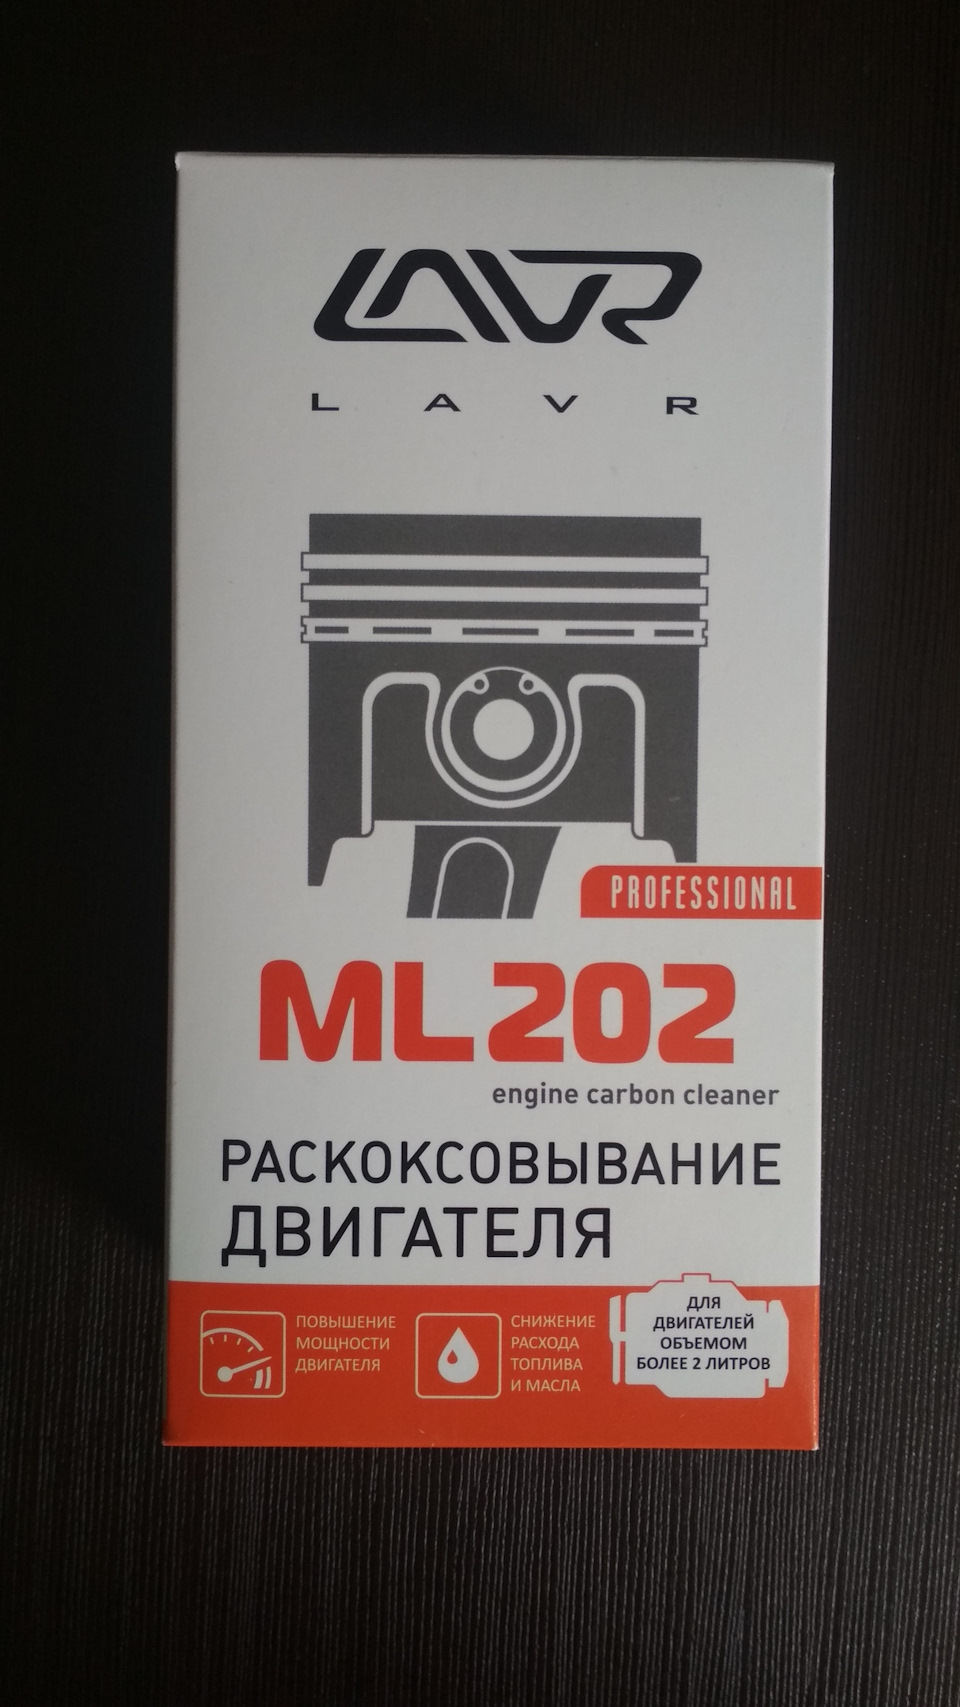 LAVR
L A V R
PROFESSIONAL
ML202
engine carbon cleaner
РАСКОКСОВЫВАНИЕ
ДВИГАТЕЛЯ
ПОВЫШЕНИЕ
МОЩНОСТИ
ДВИГАТЕЛЯ
СНИЖЕНИЕ
РАСХОДА
ТОПЛИВА
И МАСЛА
ДЛЯ
ДВИГАТЕЛЕЙ
ОБЪЕМОМ
БОЛЕЕ 2 ЛИТРОВ